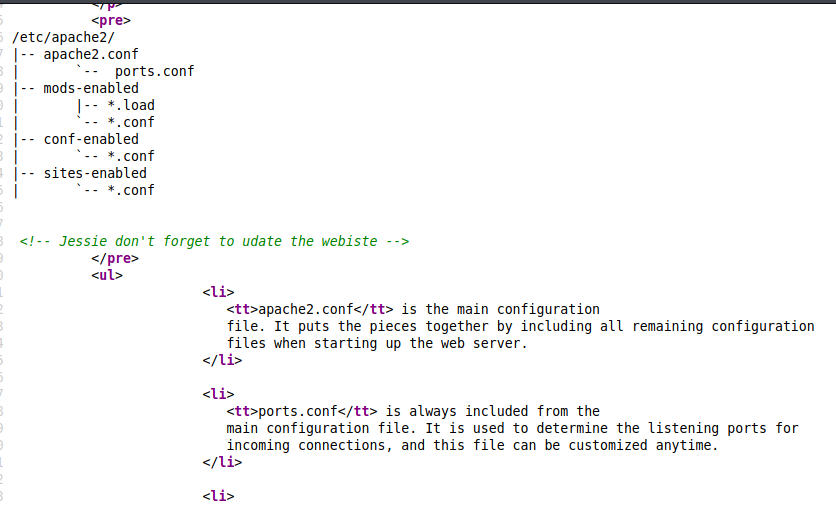 </p>
<pre>
/etc/apache2/
|-- apache2.conf
|       `--  ports.conf
|-- mods-enabled
|       |-- *.load
|       `-- *.conf
|-- conf-enabled
|       `-- *.conf
|-- sites-enabled
|       `-- *.conf
<!-- Jessie don't forget to udate the webiste -->
</pre>
<ul>
<li>
<tt>apache2.conf</tt> is the main configuration
file. It puts the pieces together by including all remaining configuration
files when starting up the web server.
</li>
<li>
<tt>ports.conf</tt> is always included from the
main configuration file. It is used to determine the listening ports for
incoming connections, and this file can be customized anytime.
</li>
<li>